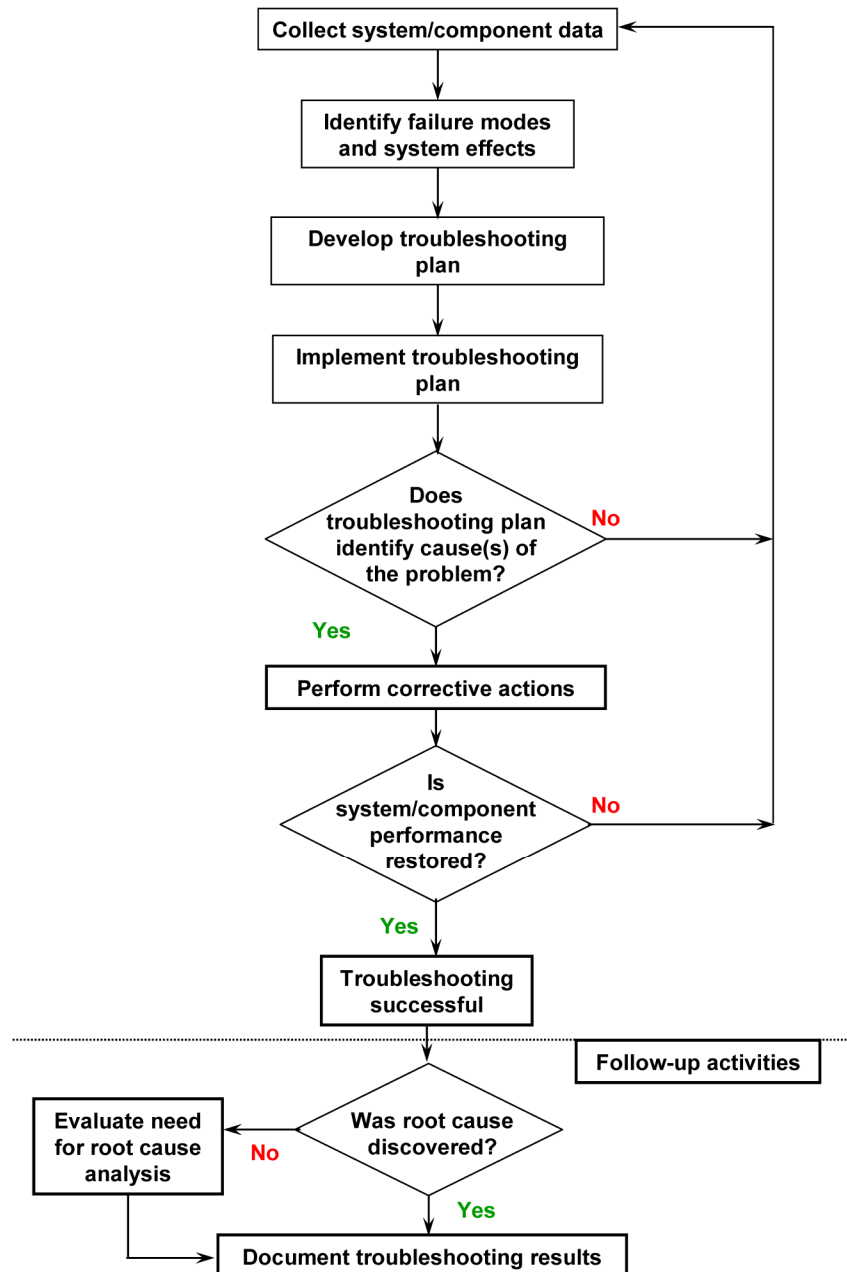 Collect system/component data
Identify failure modes
and system effects
Develop troubleshooting
plan
Implement troubleshooting
plan
Does
troubleshooting plan
identify cause(s) of
the problem?
No
Yes
Perform corrective actions
Is
system/component
performance
restored?
No
Yes
Troubleshooting
successful
Follow-up activities
Was root cause
discovered?
No
Evaluate need
for root cause
analysis
Yes
Document troubleshooting results